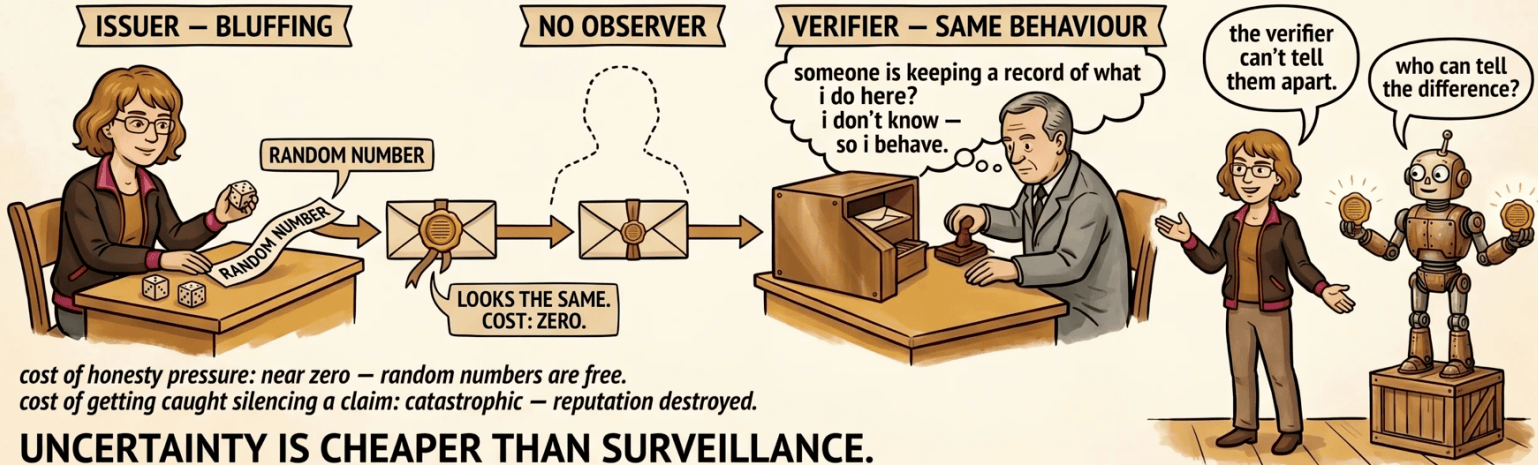 ISSUER — BLUFFING
NO OBSERVER
VERIFIER — SAME BEHAVIOUR
someone is keeping a record of what
i do here?
i don't know —
so i behave.
the verifier
can't tell
them apart.
who can tell
the difference?
RANDOM NUMBER
RANDOM NUMBER
LOOKS THE SAME.
COST: ZERO.
cost of honesty pressure: near zero — random numbers are free.
cost of getting caught silencing a claim: catastrophic — reputation destroyed.
UNCERTAINTY IS CHEAPER THAN SURVEILLANCE.